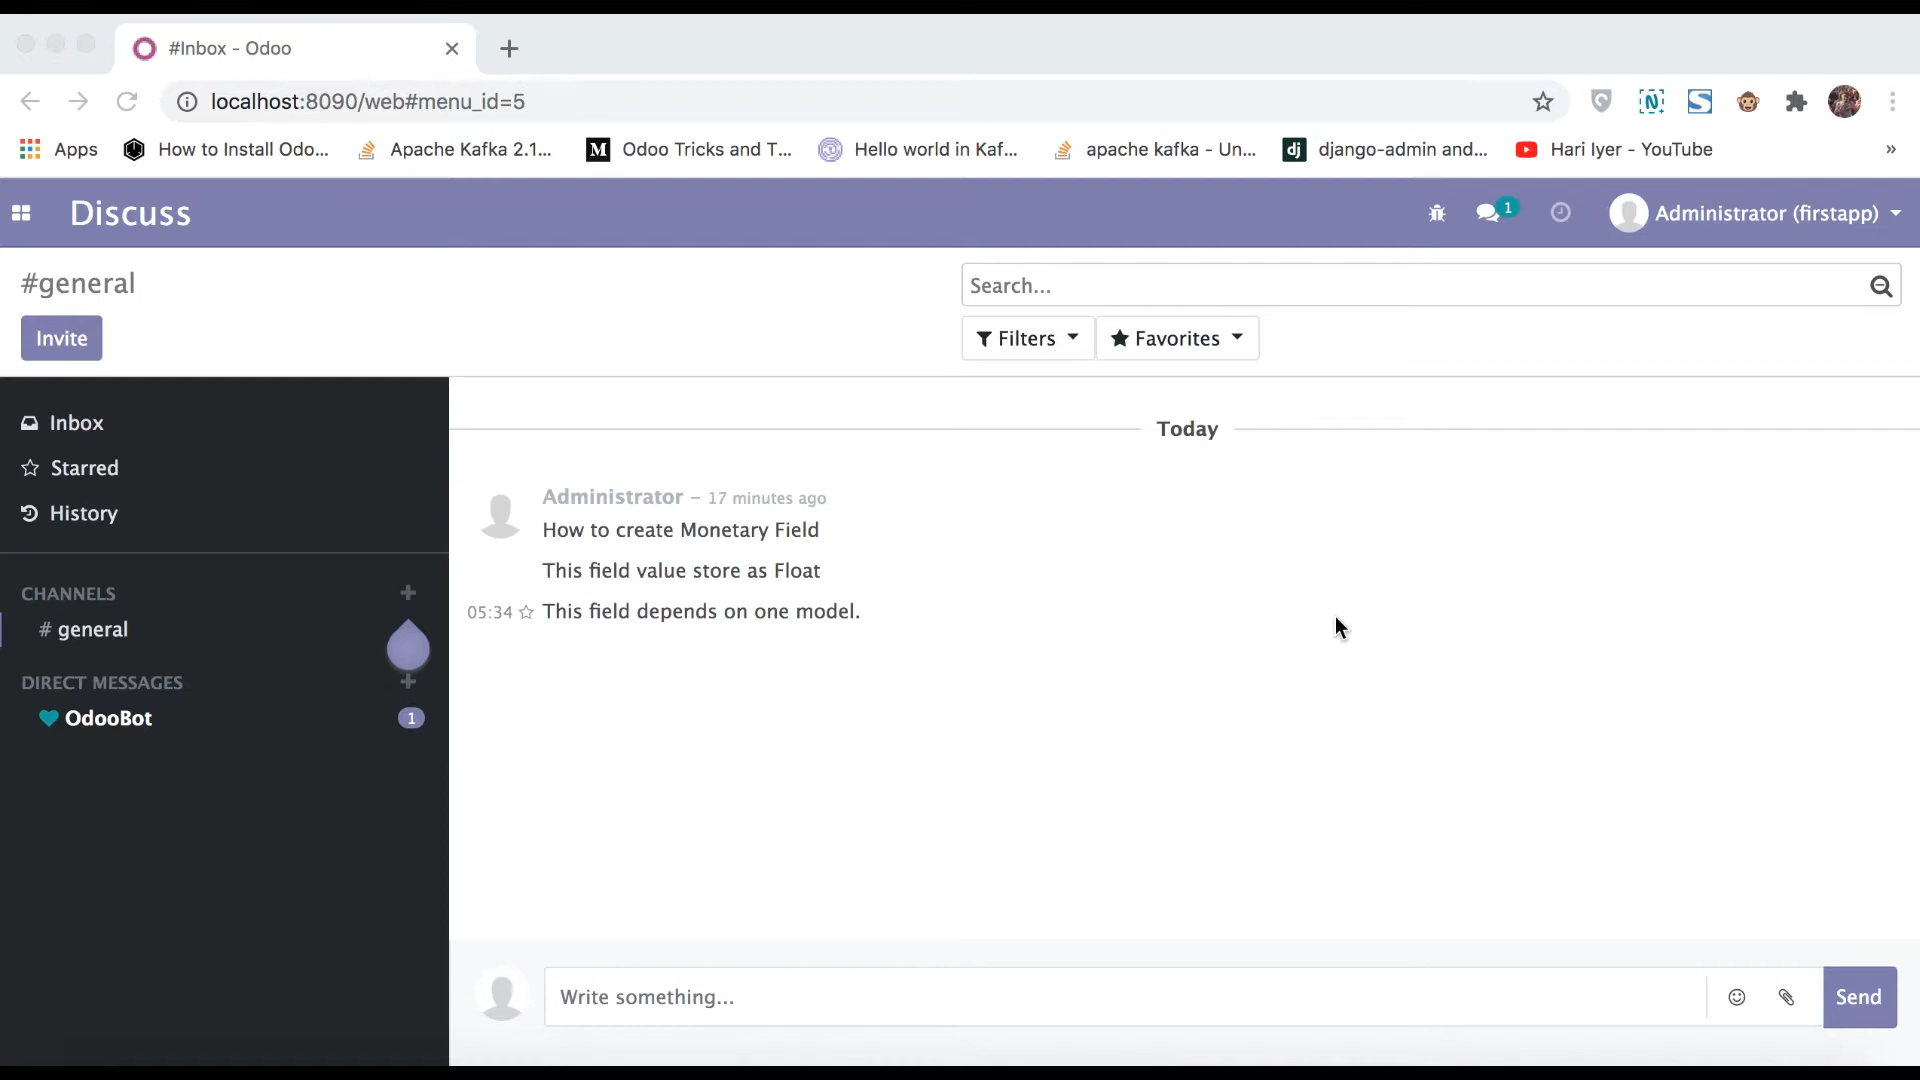 #Inbox - Odoo
localhost:8090/web#menu_id=5
Apps How to Install Odo... Apache Kafka 2.1... Odoo Tricks and T... Hello world in Kaf... apache kafka - Un... dj django-admin and... Hari Iyer - YouTube »
Discuss 1 Administrator (firstapp)
#general Search...
Invite Filters Favorites
Inbox
Starred
History
CHANNELS
# general
DIRECT MESSAGES
OdooBot 1
Today
Administrator – 17 minutes ago
How to create Monetary Field
This field value store as Float
05:34 This field depends on one model.
Write something... Send